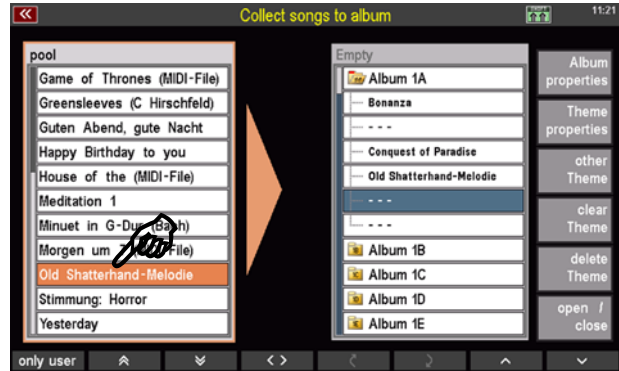 Collect songs to album
11:21
pool
Game of Thrones (MIDI-File)
Greensleeves (C Hirschfeld)
Guten Abend, gute Nacht
Happy Birthday to you
House of the (MIDI-File)
Meditation 1
Minuet in G-Dur (Bach)
Morgen um File)
Old Shatterhand-Melodie
Stimmung: Horror
Yesterday
Empty
Album 1A
Bonanza
- - -
Conquest of Paradise
Old Shatterhand-Melodie
- - -
- - -
Album 1B
Album 1C
Album 1D
Album 1E
Album
properties
Theme
properties
other
Theme
clear
Theme
delete
Theme
open /
close
only user